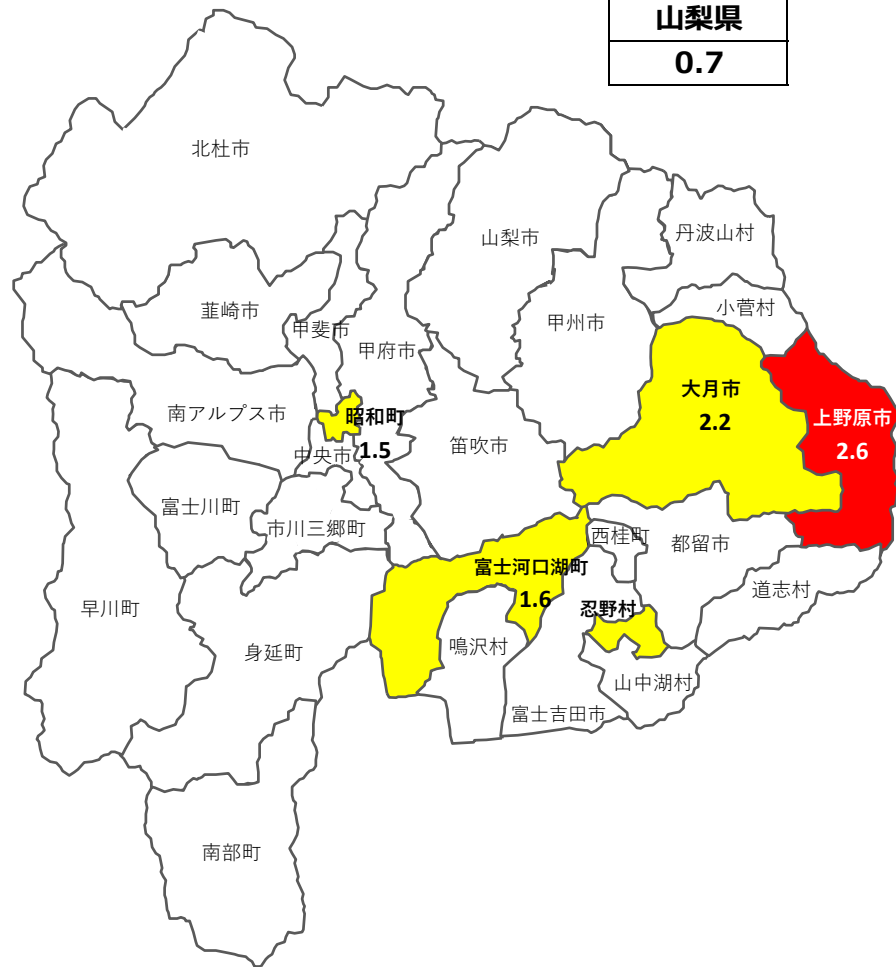 山梨県
0.7
北杜市
山梨市
丹波山村
小菅村
韮崎市
甲斐市
甲府市
甲州市
大月市
2.2
上野原市
2.6
南アルプス市
昭和町
1.5
中央市
笛吹市
富士川町
市川三郷町
西桂町
都留市
富士河口湖町
1.6
忍野村
道志村
早川町
身延町
鳴沢村
山中湖村
富士吉田市
南部町